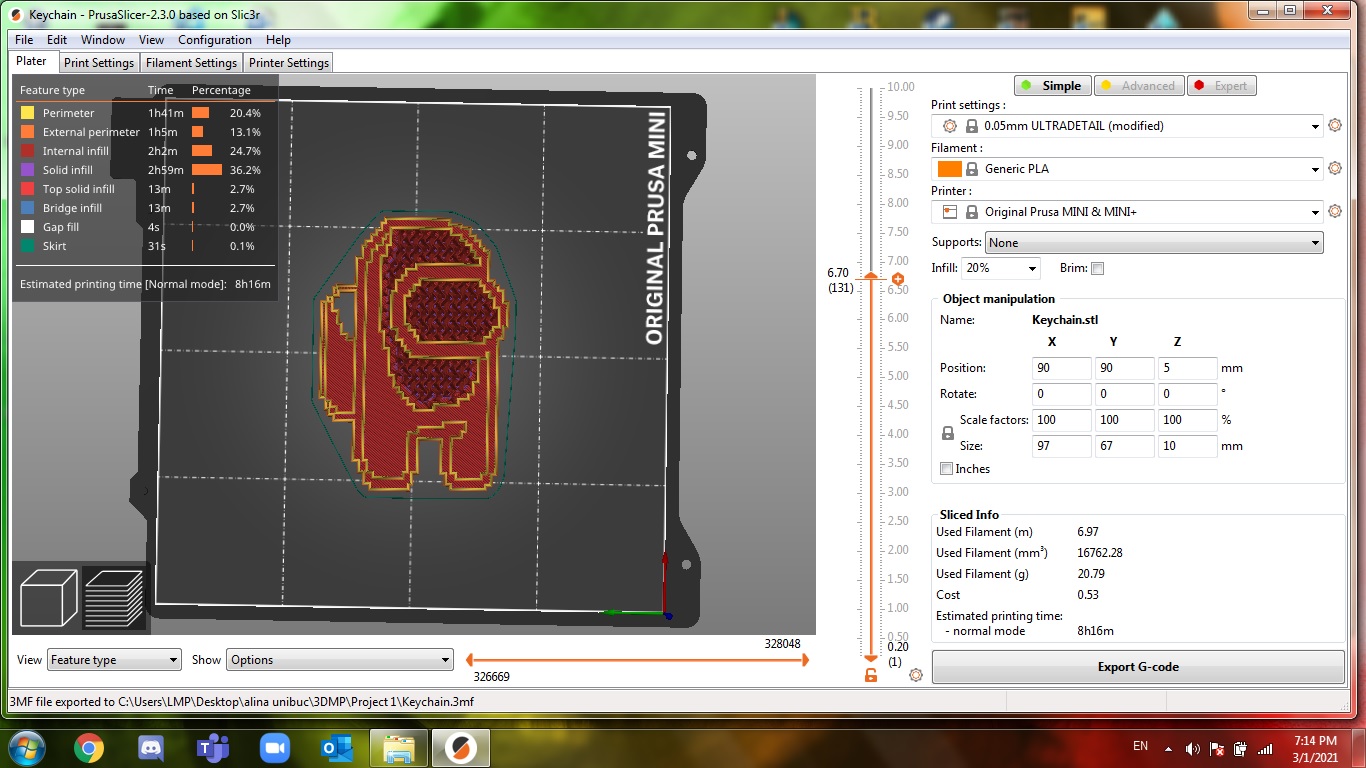 Keychain - PrusaSlicer-2.3.0 based on Slic3r
File Edit Window View Configuration Help
Plater Print Settings Filament Settings Printer Settings
Feature type Time Percentage
Perimeter 1h41m 20.4%
External perimeter 1h5m 13.1%
Internal infill 2h2m 24.7%
Solid infill 2h59m 36.2%
Top solid infill 13m 2.7%
Bridge infill 13m 2.7%
Gap fill 4s 0.0%
Skirt 31s 0.1%
Estimated printing time [Normal mode]: 8h16m
ORIGINAL PRUSA MINI
10.00
9.50
9.00
8.50
8.00
7.50
7.00
6.50
6.00
5.50
5.00
4.50
4.00
3.50
3.00
2.50
2.00
1.50
1.00
0.50
6.70
(131)
0.20
(1)
Simple Advanced Expert
Print settings :
0.05mm ULTRADETAIL (modified)
Filament :
Generic PLA
Printer :
Original Prusa MINI & MINI+
Supports: None
Infill: 20% Brim:
Object manipulation
Name: Keychain.stl
X Y Z
Position: 90 90 5 mm
Rotate: 0 0 0 °
Scale factors: 100 100 100 %
Size: 97 67 10 mm
Inches
Sliced Info
Used Filament (m) 6.97
Used Filament (mm³) 16762.28
Used Filament (g) 20.79
Cost 0.53
Estimated printing time:
- normal mode 8h16m
Export G-code
View Feature type Show Options
328048
326669
3MF file exported to C:\Users\LMP\Desktop\alina unibuc\3DMP\Project 1\Keychain.3mf
EN
7:14 PM
3/1/2021